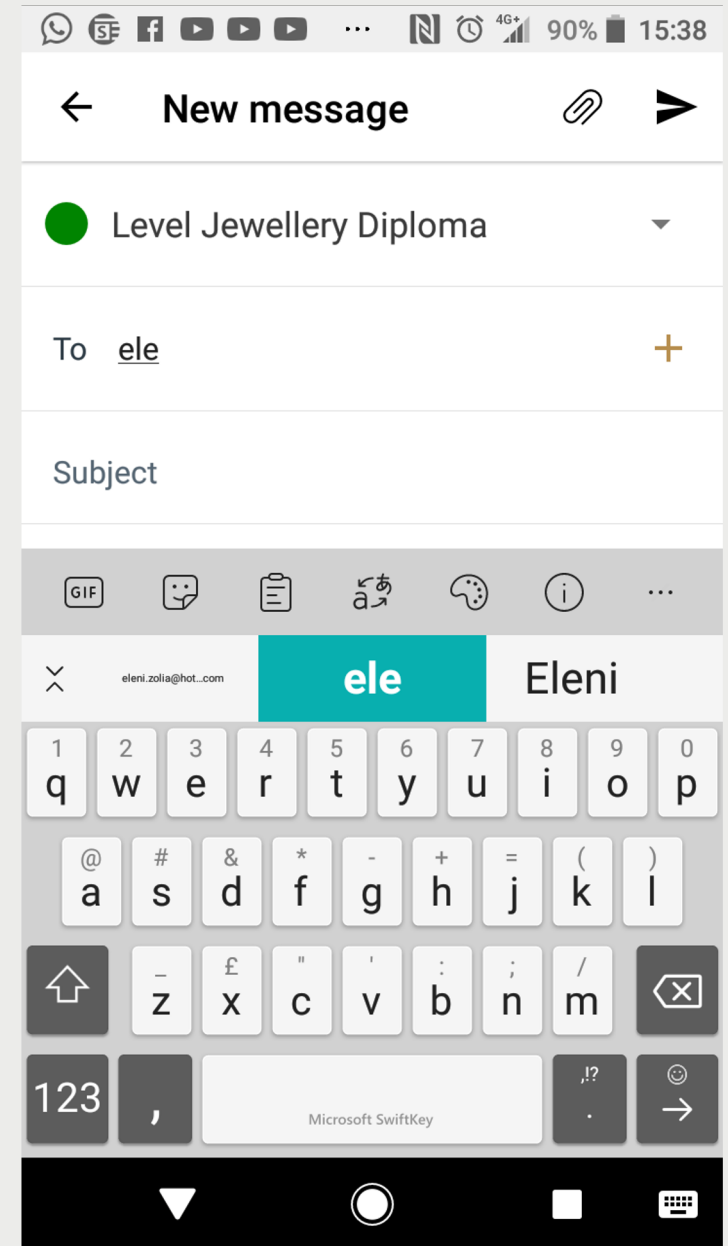 4G+ 90% 15:38
New message
Level Jewellery Diploma
To ele
Subject
GIF
eleni.zolia@hot...com ele Eleni
1 2 3 4 5 6 7 8 9 0
q w e r t y u i o p
@ # & * - + = ( )
a s d f g h j k l
_ £ " ' : ; /
z x c v b n m
123 , Microsoft SwiftKey ,!? .